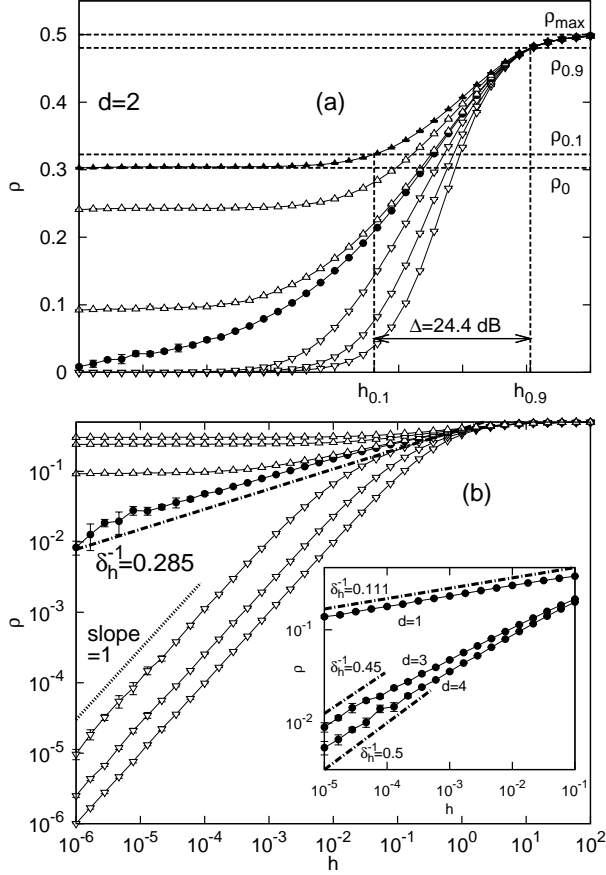 ρmax
0.5
ρ0.9
d=2
(a)
0.4
ρ0.1
0.3
ρ
ρ0
0.2
0.1
Δ=24.4 dB
0
h0.1
h0.9
(b)
10^-1
10^-2
δh^-1=0.285
10^-3
ρ
slope
=1
10^-4
10^-5
10^-6
10^-6
10^-5
10^-4
10^-3
10^-2
10^-1
10^0
10^1
10^2
h
δh^-1=0.111
10^-1
d=1
ρ
δh^-1=0.45
d=3
d=4
10^-2
δh^-1=0.5
10^-5
10^-4
10^-3
10^-2
10^-1
h